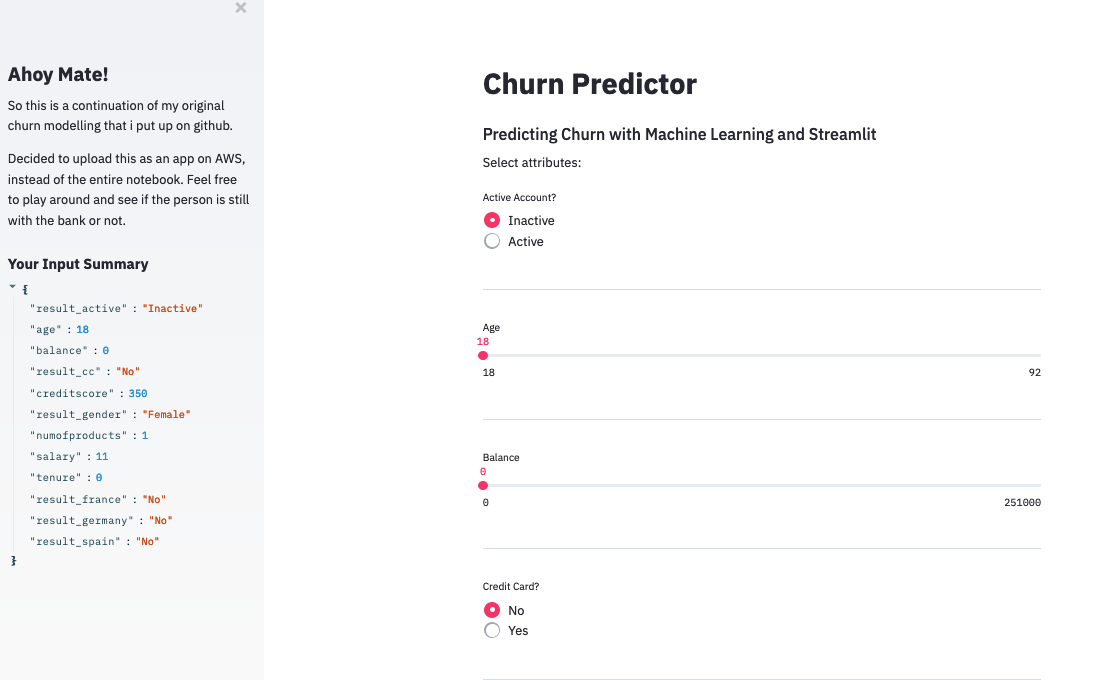 Ahoy Mate!
So this is a continuation of my original
churn modelling that i put up on github.
Decided to upload this as an app on AWS,
instead of the entire notebook. Feel free
to play around and see if the person is still
with the bank or not.
Your Input Summary
{
"result_active" : "Inactive"
"age" : 18
"balance" : 0
"result_cc" : "No"
"creditscore" : 350
"result_gender" : "Female"
"numofproducts" : 1
"salary" : 11
"tenure" : 0
"result_france" : "No"
"result_germany" : "No"
"result_spain" : "No"
}
Churn Predictor
Predicting Churn with Machine Learning and Streamlit
Select attributes:
Active Account?
Inactive
Active
Age
18
18 92
Balance
0
0 251000
Credit Card?
No
Yes